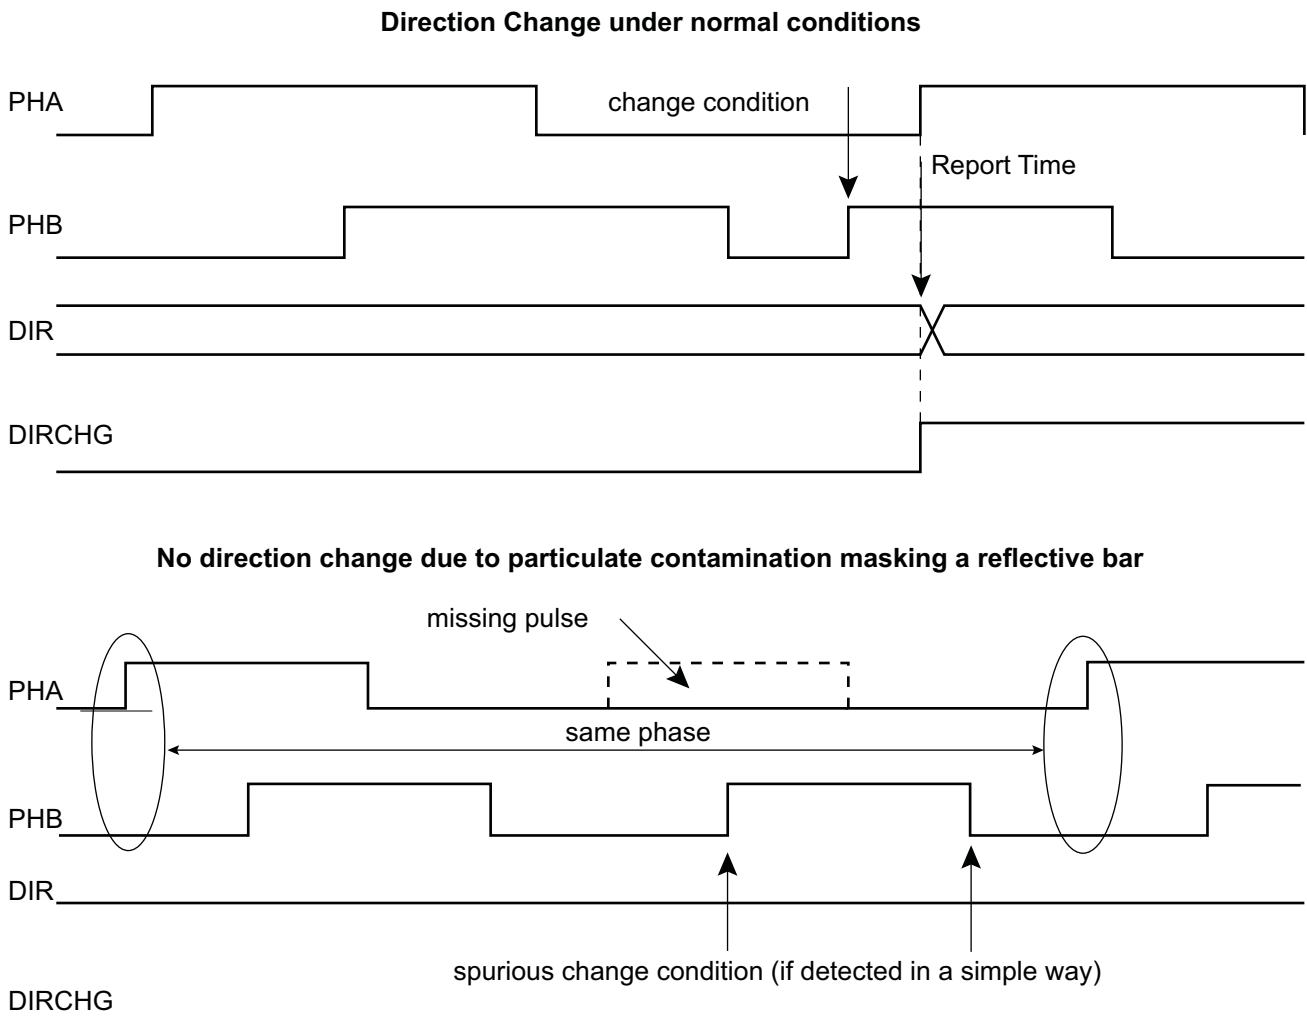 Direction Change under normal conditions
PHA
change condition
Report Time
PHB
DIR
DIRCHG
No direction change due to particulate contamination masking a reflective bar
missing pulse
PHA
same phase
PHB
DIR
spurious change condition (if detected in a simple way)
DIRCHG